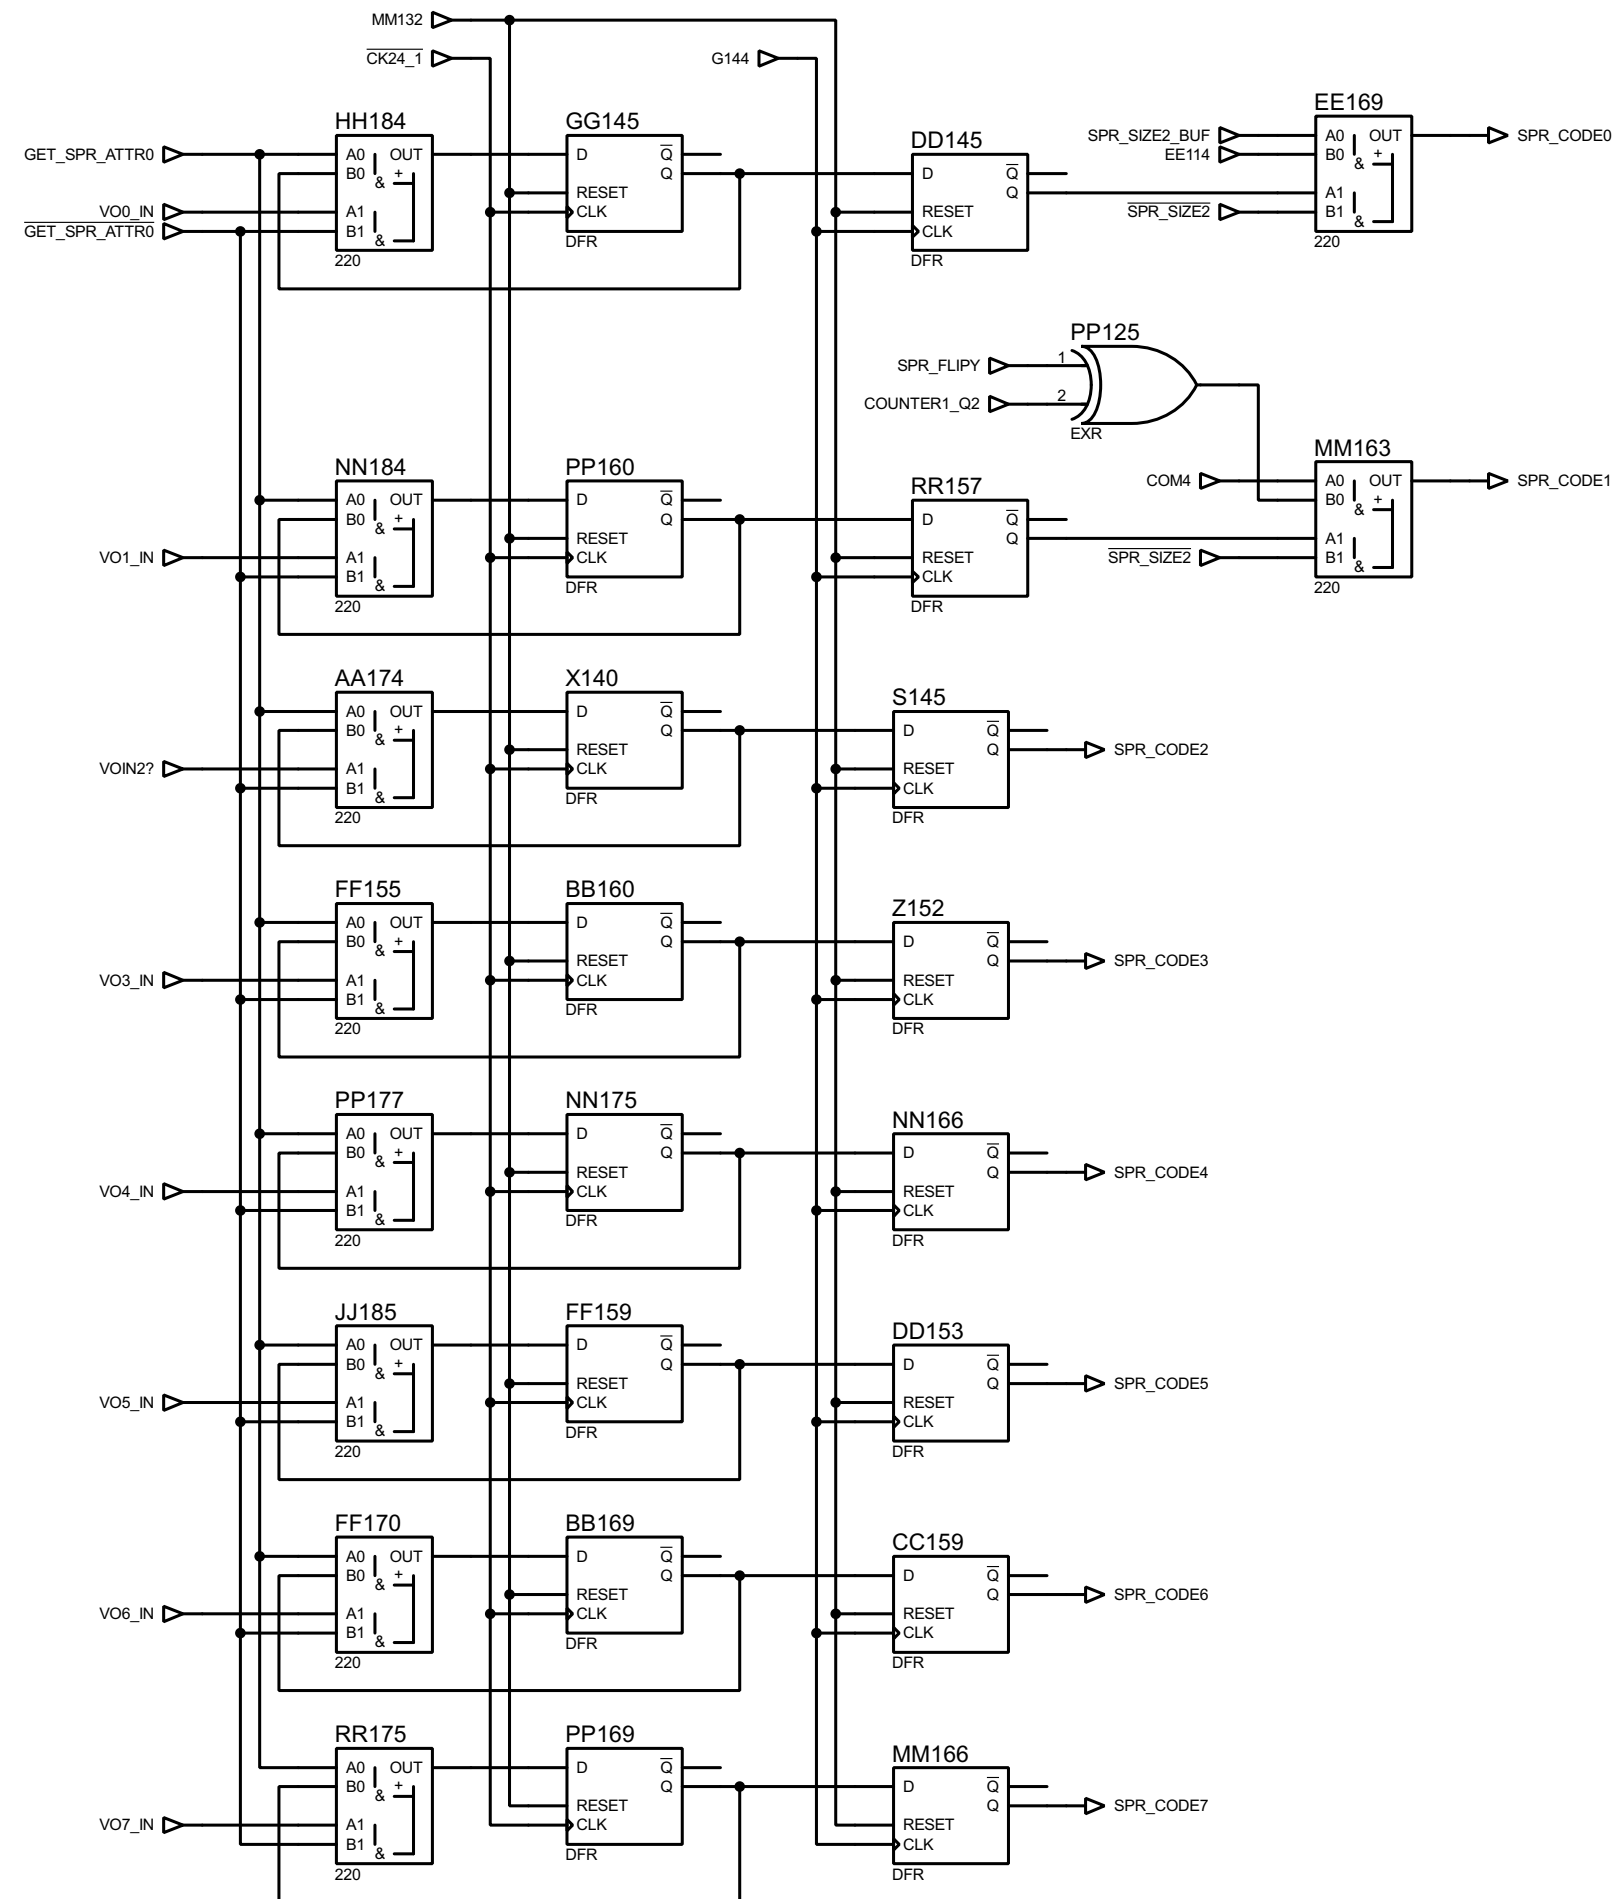 MM132
C̅K̅2̅4̅_̅1̅
G144
HH184
GG145
DD145
EE169
GET_SPR_ATTR0
A0 OUT
B0 +
&
VO0_IN
A1
G̅E̅T̅_̅S̅P̅R̅_̅A̅T̅T̅R̅0̅
B1
&
220
D Q̅
Q
RESET
CLK
DFR
D Q̅
Q
RESET
CLK
DFR
SPR_SIZE2_BUF
EE114
S̅P̅R̅_̅S̅I̅Z̅E̅2̅
A0 OUT
B0 +
&
A1
B1
&
220
SPR_CODE0
PP125
SPR_FLIPY
1
COUNTER1_Q2
2
EXR
NN184
PP160
RR157
MM163
A0 OUT
B0 +
&
VO1_IN
A1
B1
&
220
D Q̅
Q
RESET
CLK
DFR
D Q̅
Q
RESET
CLK
DFR
COM4
S̅P̅R̅_̅S̅I̅Z̅E̅2̅
A0 OUT
B0 +
&
A1
B1
&
220
SPR_CODE1
AA174
X140
S145
A0 OUT
B0 +
&
VOIN2?
A1
B1
&
220
D Q̅
Q
RESET
CLK
DFR
D Q̅
Q
RESET
CLK
DFR
SPR_CODE2
FF155
BB160
Z152
A0 OUT
B0 +
&
VO3_IN
A1
B1
&
220
D Q̅
Q
RESET
CLK
DFR
D Q̅
Q
RESET
CLK
DFR
SPR_CODE3
PP177
NN175
NN166
A0 OUT
B0 +
&
VO4_IN
A1
B1
&
220
D Q̅
Q
RESET
CLK
DFR
D Q̅
Q
RESET
CLK
DFR
SPR_CODE4
JJ185
FF159
DD153
A0 OUT
B0 +
&
VO5_IN
A1
B1
&
220
D Q̅
Q
RESET
CLK
DFR
D Q̅
Q
RESET
CLK
DFR
SPR_CODE5
FF170
BB169
CC159
A0 OUT
B0 +
&
VO6_IN
A1
B1
&
220
D Q̅
Q
RESET
CLK
DFR
D Q̅
Q
RESET
CLK
DFR
SPR_CODE6
RR175
PP169
MM166
A0 OUT
B0 +
&
VO7_IN
A1
B1
&
220
D Q̅
Q
RESET
CLK
DFR
D Q̅
Q
RESET
CLK
DFR
SPR_CODE7